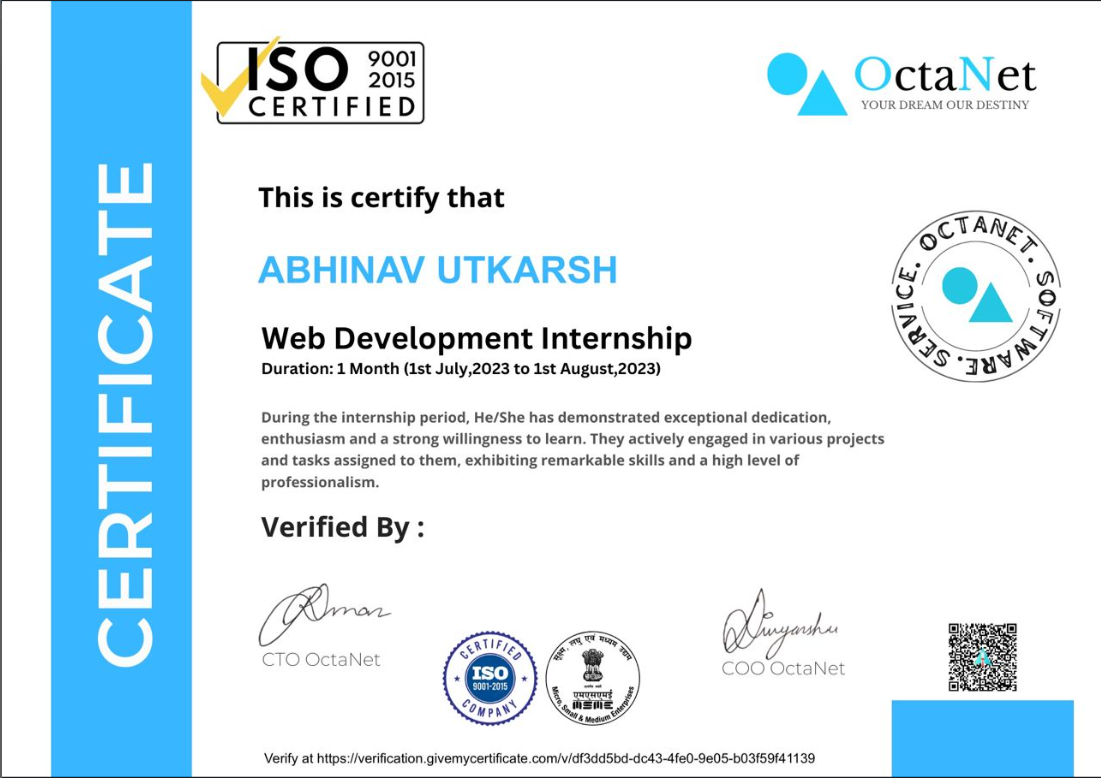 CERTIFICATE
ISO 9001
2015
CERTIFIED
OctaNet
YOUR DREAM OUR DESTINY
This is certify that
ABHINAV UTKARSH
OCTANET. SOFTWARE. SERVICE.
Web Development Internship
Duration: 1 Month (1st July,2023 to 1st August,2023)
During the internship period, He/She has demonstrated exceptional dedication,
enthusiasm and a strong willingness to learn. They actively engaged in various projects
and tasks assigned to them, exhibiting remarkable skills and a high level of
professionalism.
Verified By :
CTO OctaNet
COO OctaNet
CERTIFIED
ISO
9001-2015
COMPANY
सूक्ष्म, लघु एवं मध्यम उद्यम
एमएसएमई
MSME
Micro, Small & Medium Enterprises
Verify at https://verification.givemycertificate.com/v/df3dd5bd-dc43-4fe0-9e05-b03f59f41139